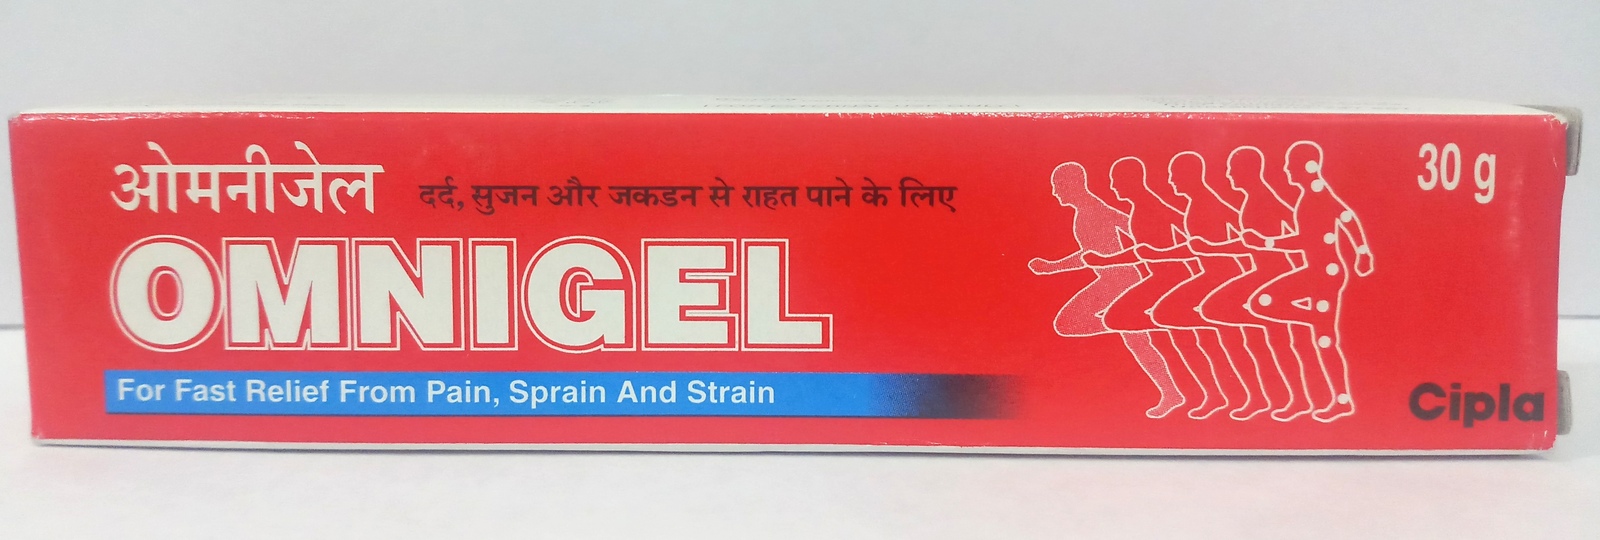 ओमनीजेल
दर्द, सुजन और जकडन से राहत पाने के लिए
30 g
OMNIGEL
For Fast Relief From Pain, Sprain And Strain
Cipla